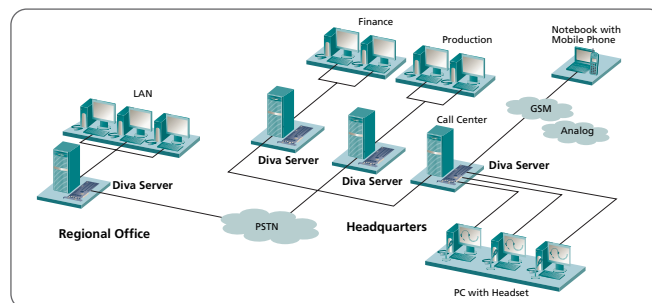 Finance
Production
Notebook with
Mobile Phone
LAN
GSM
Analog
Call Center
Diva Server
Diva Server
Diva Server
Diva Server
PSTN
Regional Office
Headquarters
PC with Headset